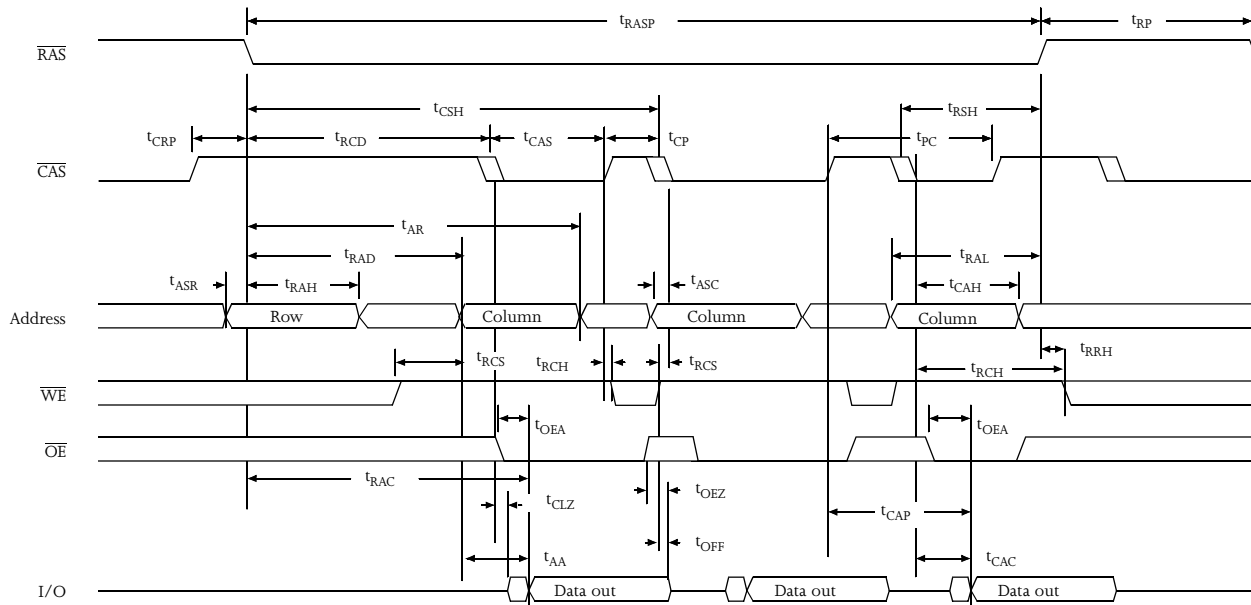 tRASP tRP
RAS
tCSH tRSH
tCRP tRCD tCAS tCP tPC
CAS
tAR
tRAD tRAL
tASR tRAH tASC tCAH
Address Row Column Column Column
tRRH
tRCS tRCH tRCS tRCH
WE
tOEA tOEA
OE
tRAC
tCLZ tOEZ
tCAP
tOFF
tAA tCAC
I/O Data out Data out Data out